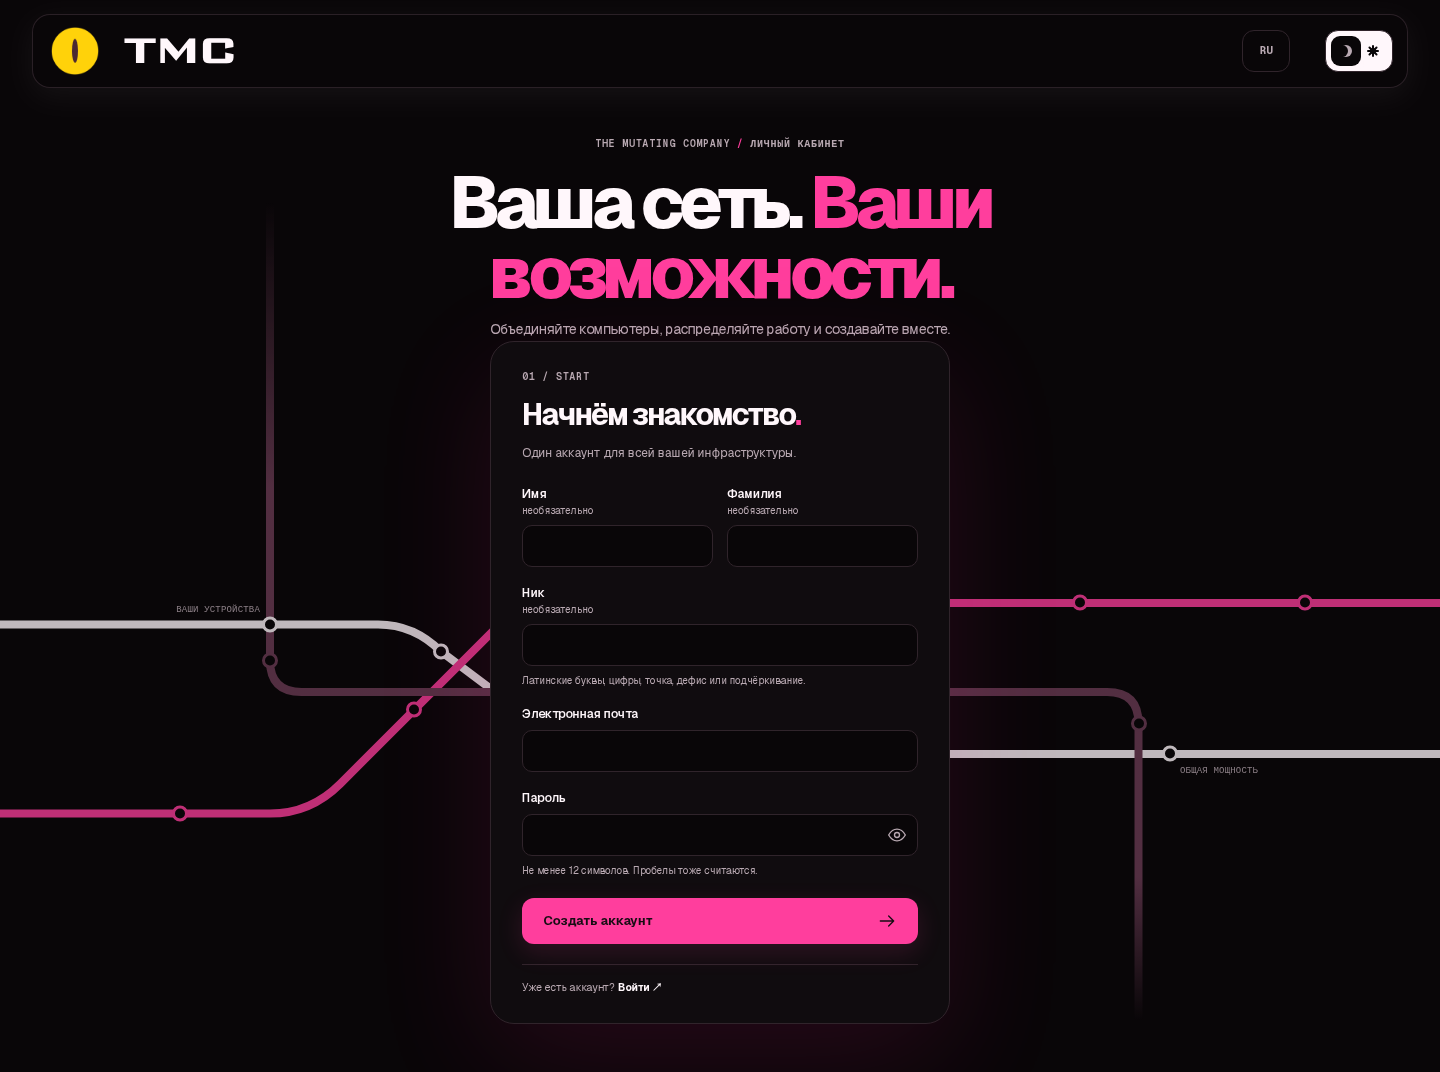 TMC
RU
THE MUTATING COMPANY / ЛИЧНЫЙ КАБИНЕТ
Ваша сеть. Ваши
возможности.
Объединяйте компьютеры, распределяйте работу и создавайте вместе.
01 / START
Начнём знакомство.
Один аккаунт для всей вашей инфраструктуры.
Имя Фамилия
необязательно необязательно
Ник
необязательно
ВАШИ УСТРОЙСТВА
Латинские буквы, цифры, точка, дефис или подчёркивание.
Электронная почта
ОБЩАЯ МОЩНОСТЬ
Пароль
Не менее 12 символов. Пробелы тоже считаются.
Создать аккаунт →
Уже есть аккаунт? Войти ↗